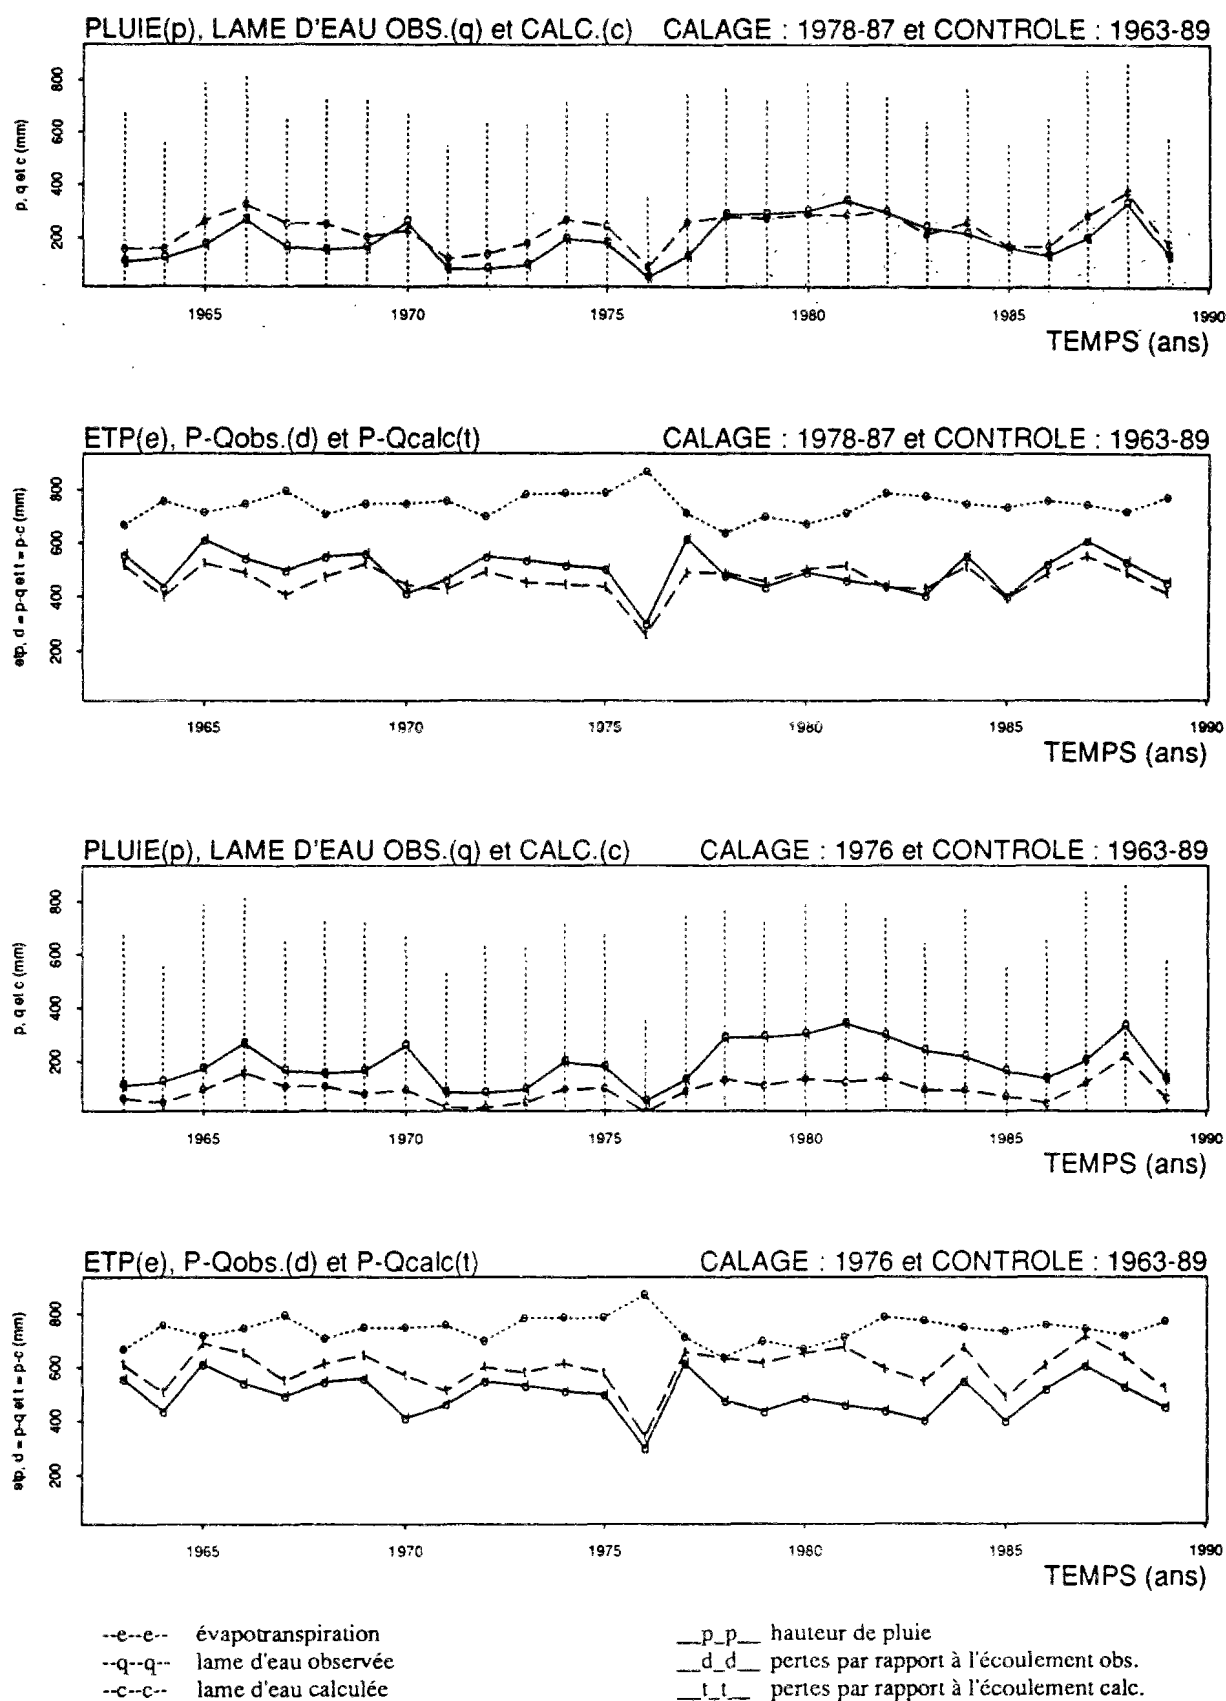 PLUIE(p), LAME D'EAU OBS.(q) et CALC.(c) CALAGE : 1978-87 et CONTROLE : 1963-89
p, q et c (mm)
800
600
400
200
1965 1970 1975 1980 1985 1990
TEMPS (ans)
ETP(e), P-Qobs.(d) et P-Qcalc(t) CALAGE : 1978-87 et CONTROLE : 1963-89
etp, d = p-q et t = p-c (mm)
800
600
400
200
1965 1970 1975 1980 1985 1990
TEMPS (ans)
PLUIE(p), LAME D'EAU OBS.(q) et CALC.(c) CALAGE : 1976 et CONTROLE : 1963-89
p, q et c (mm)
800
600
400
200
1965 1970 1975 1980 1985 1990
TEMPS (ans)
ETP(e), P-Qobs.(d) et P-Qcalc(t) CALAGE : 1976 et CONTROLE : 1963-89
etp, d = p-q et t = p-c (mm)
800
600
400
200
1965 1970 1975 1980 1985 1990
TEMPS (ans)
--e--e-- évapotranspiration __p_p__ hauteur de pluie
--q--q-- lame d'eau observée __d_d__ pertes par rapport à l'écoulement obs.
--c--c-- lame d'eau calculée __t_t__ pertes par rapport à l'écoulement calc.